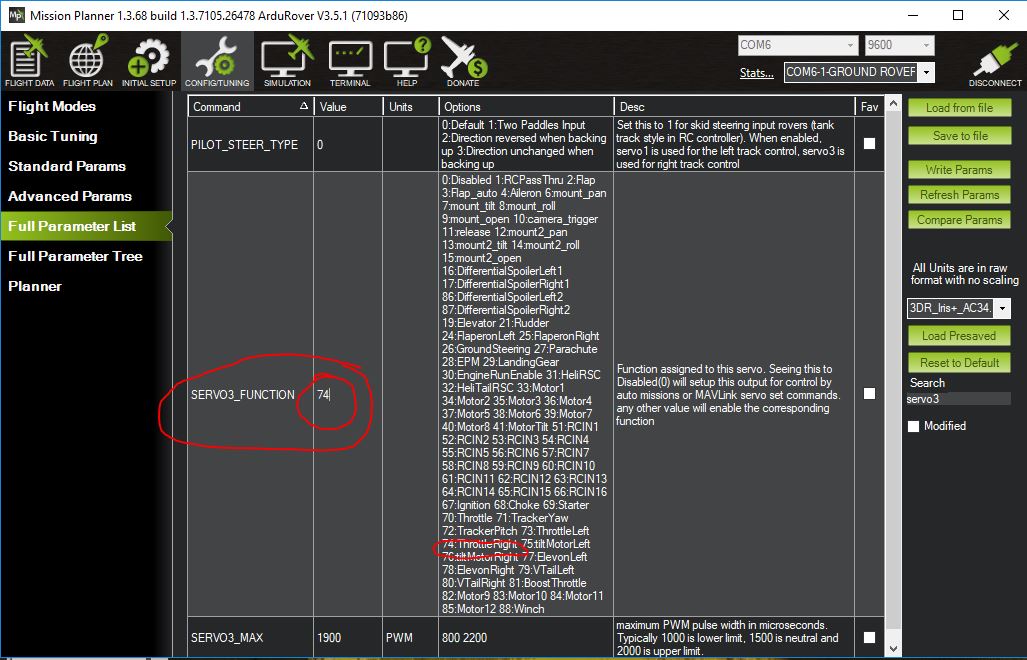 Mission Planner 1.3.68 build 1.3.7105.26478 ArduRover V3.5.1 (71093b86)
COM6
9600
FLIGHT DATA
FLIGHT PLAN
INITIAL SETUP
CONFIG/TUNING
SIMULATION
TERMINAL
HELP
DONATE
Stats...
COM6-1-GROUND ROVEF
DISCONNECT
Flight Modes
Basic Tuning
Standard Params
Advanced Params
Full Parameter List
Full Parameter Tree
Planner
Command
Value
Units
Options
Desc
Fav
PILOT_STEER_TYPE
0
0:Default 1:Two Paddles Input
2:Direction reversed when backing
up 3:Direction unchanged when
backing up
Set this to 1 for skid steering input rovers (tank
track style in RC controller). When enabled,
servo1 is used for the left track control, servo3 is
used for right track control
SERVO3_FUNCTION
74
0:Disabled 1:RCPassThru 2:Flap
3:Flap_auto 4:Aileron 6:mount_pan
7:mount_tilt 8:mount_roll
9:mount_open 10:camera_trigger
11:release 12:mount2_pan
13:mount2_tilt 14:mount2_roll
15:mount2_open
16:DifferentialSpoilerLeft1
17:DifferentialSpoilerRight1
86:DifferentialSpoilerLeft2
87:DifferentialSpoilerRight2
19:Elevator 21:Rudder
24:FlaperonLeft 25:FlaperonRight
26:GroundSteering 27:Parachute
28:EPM 29:LandingGear
30:EngineRunEnable 31:HeliRSC
32:HeliTailRSC 33:Motor1
34:Motor2 35:Motor3 36:Motor4
37:Motor5 38:Motor6 39:Motor7
40:Motor8 41:MotorTilt 51:RCIN1
52:RCIN2 53:RCIN3 54:RCIN4
55:RCIN5 56:RCIN6 57:RCIN7
58:RCIN8 59:RCIN9 60:RCIN10
61:RCIN11 62:RCIN12 63:RCIN13
64:RCIN14 65:RCIN15 66:RCIN16
67:Ignition 68:Choke 69:Starter
70:Throttle 71:TrackerYaw
72:TrackerPitch 73:ThrottleLeft
74:ThrottleRight 75:tiltMotorLeft
76:tiltMotorRight 77:ElevonLeft
78:ElevonRight 79:VTailLeft
80:VTailRight 81:BoostThrottle
82:Motor9 83:Motor10 84:Motor11
85:Motor12 88:Winch
Function assigned to this servo. Seeing this to
Disabled(0) will setup this output for control by
auto missions or MAVLink servo set commands.
any other value will enable the corresponding
function
SERVO3_MAX
1900
PWM
800 2200
maximum PWM pulse width in microseconds.
Typically 1000 is lower limit, 1500 is neutral and
2000 is upper limit.
Load from file
Save to file
Write Params
Refresh Params
Compare Params
All Units are in raw
format with no scaling
3DR_Iris+_AC34.
Load Presaved
Reset to Default
Search
servo3
Modified